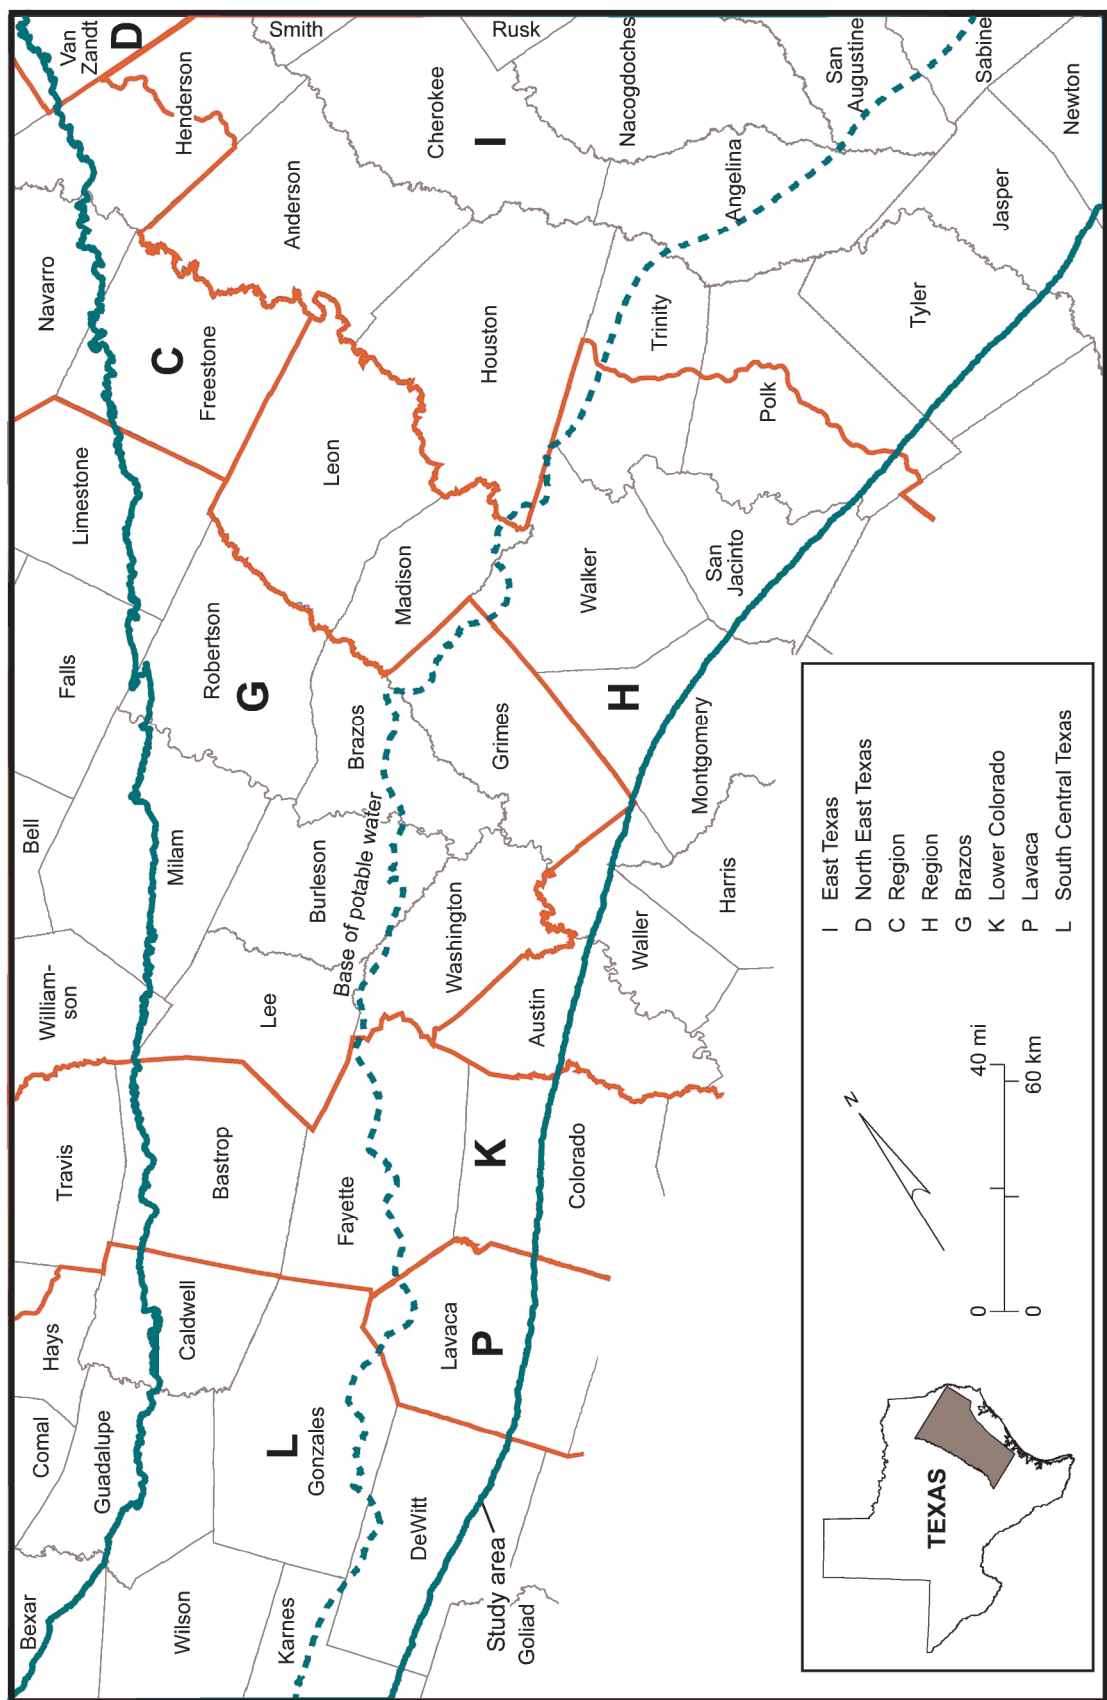 Bexar
Comal
Hays
Travis
William-
son
Bell
Falls
Limestone
Navarro
Van
Zandt
D
Smith
Rusk
Guadalupe
Caldwell
Bastrop
Lee
Milam
Robertson
G
C
Freestone
Henderson
Anderson
Cherokee
I
Nacogdoches
San
Augustine
Sabine
Wilson
L
Gonzales
Fayette
Burleson
Brazos
Madison
Leon
Houston
Angelina
Karnes
Base of potable water
Washington
Grimes
Walker
Trinity
Newton
DeWitt
Lavaca
P
K
Austin
H
San
Jacinto
Polk
Tyler
Jasper
Study area
Goliad
Colorado
Waller
Harris
Montgomery
TEXAS
N
0
40 mi
0
60 km
I East Texas
D North East Texas
C Region
H Region
G Brazos
K Lower Colorado
P Lavaca
L South Central Texas